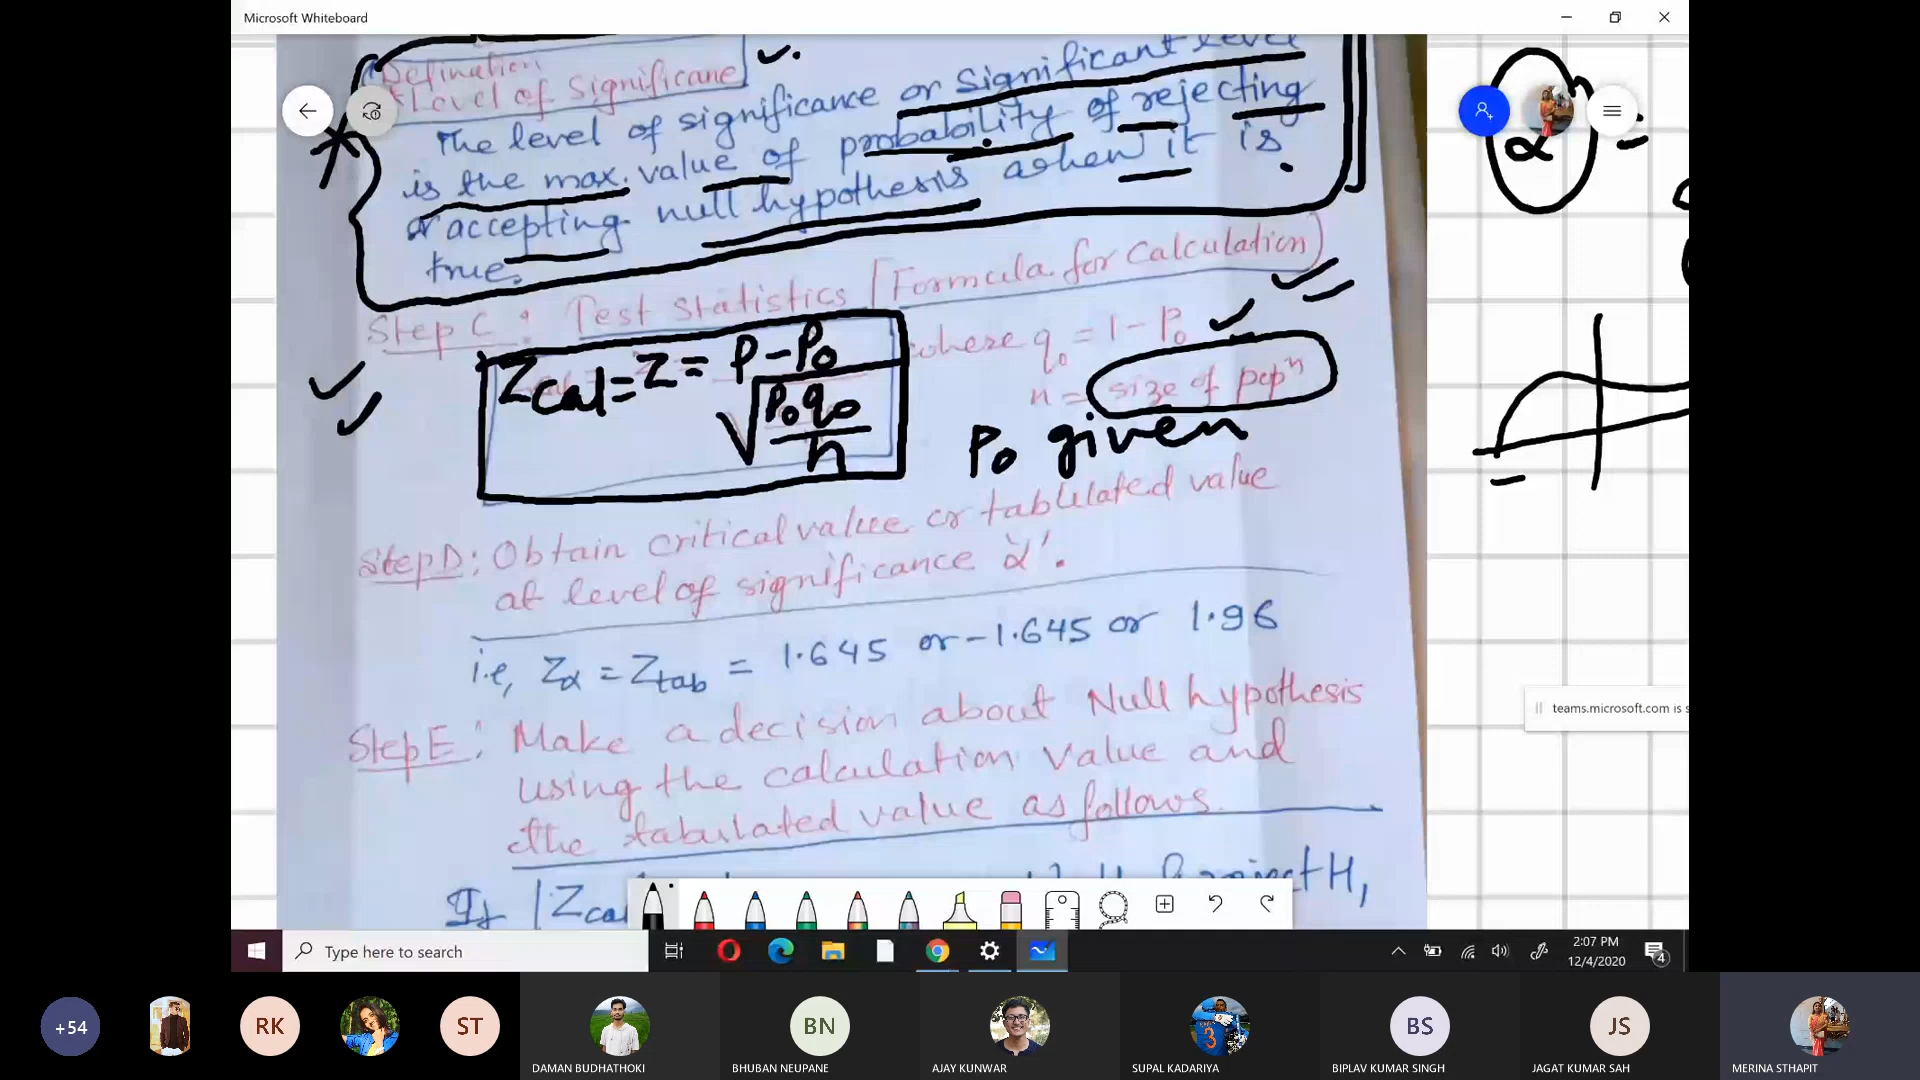 Microsoft Whiteboard
Defination
* Level of Significane
The level of significance or significant level
is the max. value of probability of rejecting
or accepting null hypothesis when it is
true.
Step C: Test Statistics [Formula for Calculation]
Zcal = Z = P - P₀ / √(P₀q₀ / n)
where q₀ = 1 - P₀
n = size of popⁿ
P₀ given
Step D: Obtain critical value or tabulated value
at level of significance 'α'.
i.e, Zα = Ztab = 1.645 or -1.645 or 1.96
Step E: Make a decision about Null hypothesis
using the calculation value and
the tabulated value as follows.
If |Zcal
reject H₁
α =
teams.microsoft.com is s
Type here to search
2:07 PM
12/4/2020
4
+54
RK
ST
BN
BS
JS
DAMAN BUDHATHOKI
BHUBAN NEUPANE
AJAY KUNWAR
SUPAL KADARIYA
BIPLAV KUMAR SINGH
JAGAT KUMAR SAH
MERINA STHAPIT